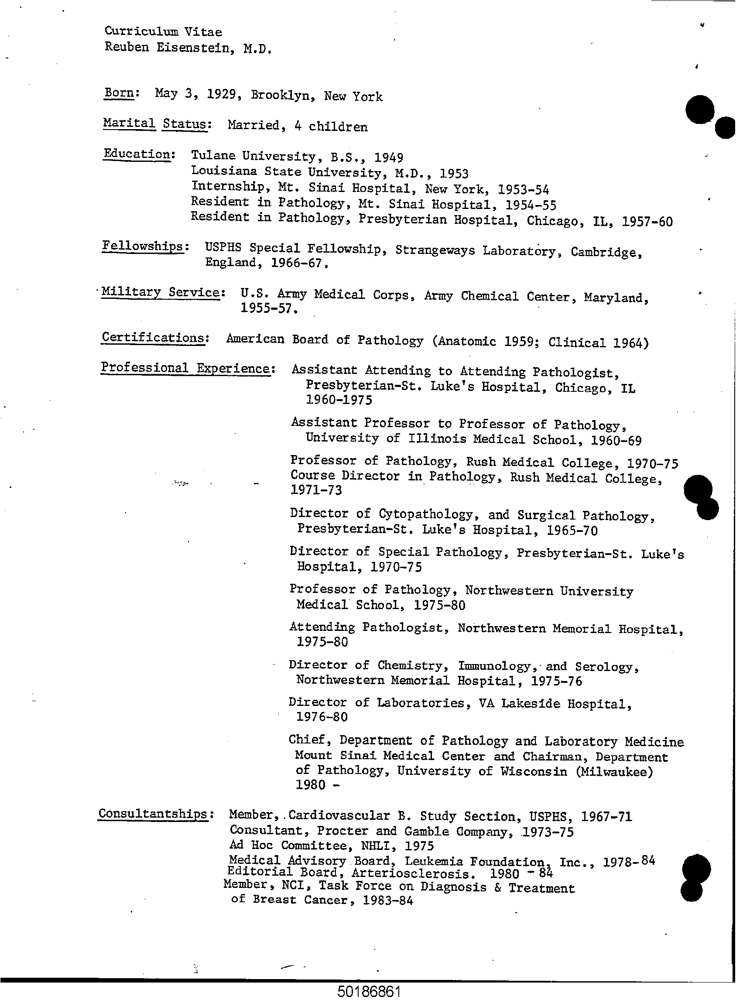 Curriculum Vitae
Reuben Eisenstein, M.D.
Born: May 3, 1929, Brooklyn, New York
Marital Status: Married, 4 children
Education: Tulane University, B.S., 1949
Louisiana State University, M.D., 1953
Internship, Mt. Sinai Hospital, New York, 1953-54
Resident in Pathology, Mt. Sinai Hospital, 1954-55
Resident in Pathology, Presbyterian Hospital, Chicago, IL, 1957-60
Fellowships: USPHS Special Fellowship, Strangeways Laboratory, Cambridge,
England, 1966-67.
Military Service: U.S. Army Medical Corps, Army Chemical Center, Maryland,
1955-57.
Certifications: American Board of Pathology (Anatomic 1959; Clinical 1964)
Professional Experience: Assistant Attending to Attending Pathologist,
Presbyterian-St. Luke's Hospital, Chicago, IL
1960-1975
Assistant Professor to Professor of Pathology,
University of Illinois Medical School, 1960-69
Professor of Pathology, Rush Medical College, 1970-75
Course Director in Pathology, Rush Medical College,
1971-73
Director of Cytopathology, and Surgical Pathology,
Presbyterian-St. Luke's Hospital, 1965-70
Director of Special Pathology, Presbyterian-St. Luke's
Hospital, 1970-75
Professor of Pathology, Northwestern University
Medical School, 1975-80
Attending Pathologist, Northwestern Memorial Hospital,
1975-80
Director of Chemistry, Immunology, and Serology,
Northwestern Memorial Hospital, 1975-76
Director of Laboratories, VA Lakeside Hospital,
1976-80
Chief, Department of Pathology and Laboratory Medicine
Mount Sinai Medical Center and Chairman, Department
of Pathology, University of Wisconsin (Milwaukee)
1980 -
Consultantships: Member, Cardiovascular B. Study Section, USPHS, 1967-71
Consultant, Procter and Gamble Company, 1973-75
Ad Hoc Committee, NHLI, 1975
Medical Advisory Board, Leukemia Foundation, Inc., 1978-84
Editorial Board, Arteriosclerosis. 1980 - 84
Member, NCI, Task Force on Diagnosis & Treatment
of Breast Cancer, 1983-84
50186861